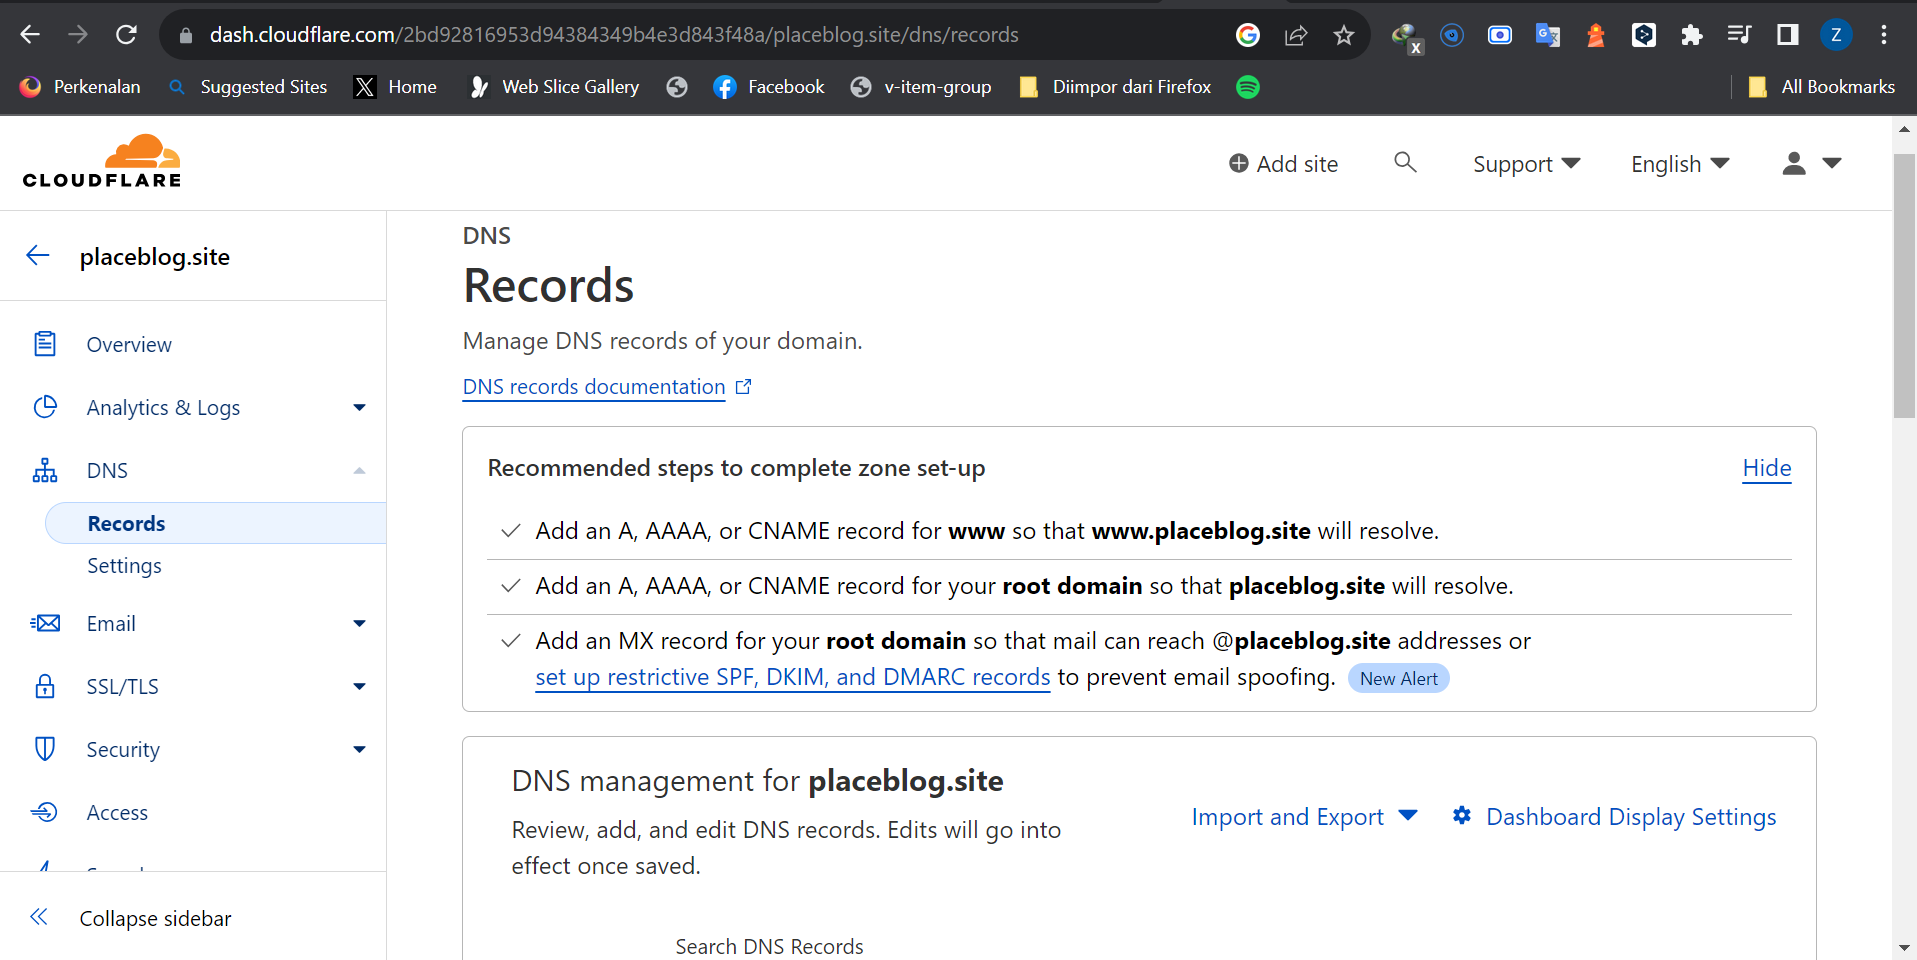 dash.cloudflare.com/2bd92816953d94384349b4e3d843f48a/placeblog.site/dns/records
x
Z
Perkenalan
Suggested Sites
Home
Web Slice Gallery
Facebook
v-item-group
Diimpor dari Firefox
All Bookmarks
CLOUDFLARE
Add site
Support
English
placeblog.site
Overview
Analytics & Logs
DNS
Records
Settings
Email
SSL/TLS
Security
Access
Collapse sidebar
DNS
Records
Manage DNS records of your domain.
DNS records documentation
Recommended steps to complete zone set-up
Hide
Add an A, AAAA, or CNAME record for www so that www.placeblog.site will resolve.
Add an A, AAAA, or CNAME record for your root domain so that placeblog.site will resolve.
Add an MX record for your root domain so that mail can reach @placeblog.site addresses or
set up restrictive SPF, DKIM, and DMARC records to prevent email spoofing. New Alert
DNS management for placeblog.site
Review, add, and edit DNS records. Edits will go into
effect once saved.
Import and Export
Dashboard Display Settings
Search DNS Records